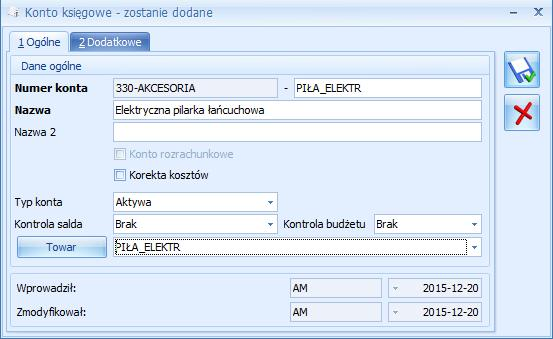 Konto księgowe - zostanie dodane
1 Ogólne 2 Dodatkowe
Dane ogólne
Numer konta 330-AKCESORIA - PIŁA_ELEKTR
Nazwa Elektryczna pilarka łańcuchowa
Nazwa 2
Konto rozrachunkowe
Korekta kosztów
Typ konta Aktywa
Kontrola salda Brak Kontrola budżetu Brak
Towar PIŁA_ELEKTR
Wprowadził: AM 2015-12-20
Zmodyfikował: AM 2015-12-20